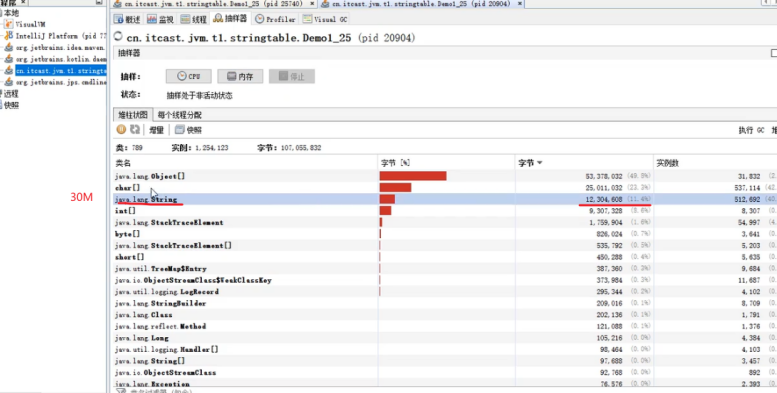 程序
cn.itcast.jvm.t1.stringtable.Demo1_25 (pid 25740)
cn.itcast.jvm.t1.stringtable.Demo1_25 (pid 20904)
本地
VisualVM
IntelliJ Platform (pid 77
org.jetbrains.idea.maven.
org.jetbrains.kotlin.daem
cn.itcast.jvm.t1.stringta
org.jetbrains.jps.cmdline
远程
快照
概述 监视 线程 抽样器 Profiler Visual GC
cn.itcast.jvm.t1.stringtable.Demo1_25 (pid 20904)
抽样器
抽样: CPU 内存 停止
状态: 抽样处于非活动状态
堆柱状图 每个线程分配
增量 快照 执行 GC 堆
类: 789 实例: 1,254,123 字节: 107,055,832
类名 字节 [%] 字节 实例数
java.lang.Object[] 53,378,032 (49.8%) 31,832
char[] 25,011,032 (23.3%) 537,114
30M
java.lang.String 12,304,608 (11.4%) 512,692
int[] 9,307,328 (8.6%) 8,307
java.lang.StackTraceElement 1,759,904 (1.6%) 54,997
byte[] 826,024 (0.7%) 3,641
java.lang.StackTraceElement[] 535,792 (0.5%) 5,203
short[] 450,288 (0.4%) 5,635
java.util.TreeMap$Entry 387,360 (0.3%) 9,684
java.io.ObjectStreamClass$WeakClassKey 373,984 (0.3%) 11,687
java.util.logging.LogRecord 295,344 (0.2%) 4,102
java.lang.StringBuilder 209,016 (0.1%) 8,709
java.lang.Class 202,136 (0.1%) 1,791
java.lang.reflect.Method 121,088 (0.1%) 1,376
java.lang.Long 105,216 (0.0%) 4,384
java.util.logging.Handler[] 98,464 (0.0%) 4,103
java.lang.String[] 97,688 (0.0%) 3,457
java.io.ObjectStreamClass 92,768 (0.0%) 892
java.lang.Exception 76,576 (0.0%) 2,393